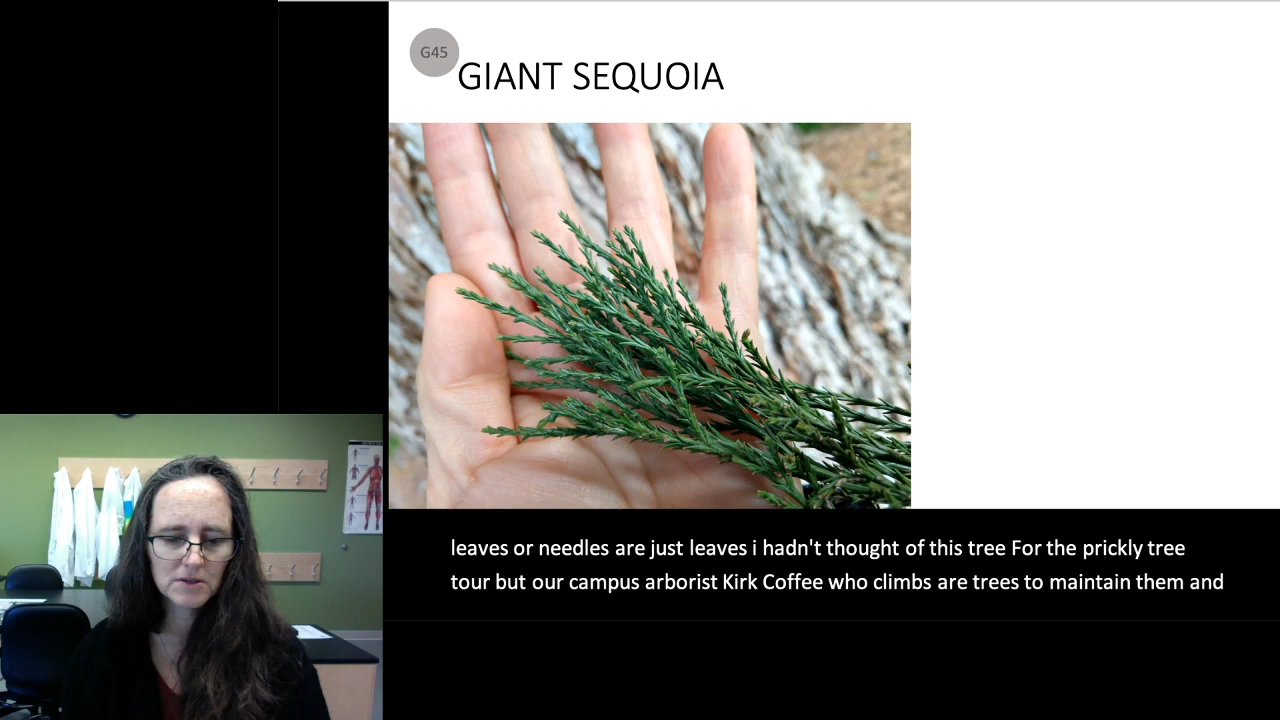 G45
GIANT SEQUOIA
leaves or needles are just leaves i hadn't thought of this tree For the prickly tree
tour but our campus arborist Kirk Coffee who climbs are trees to maintain them and